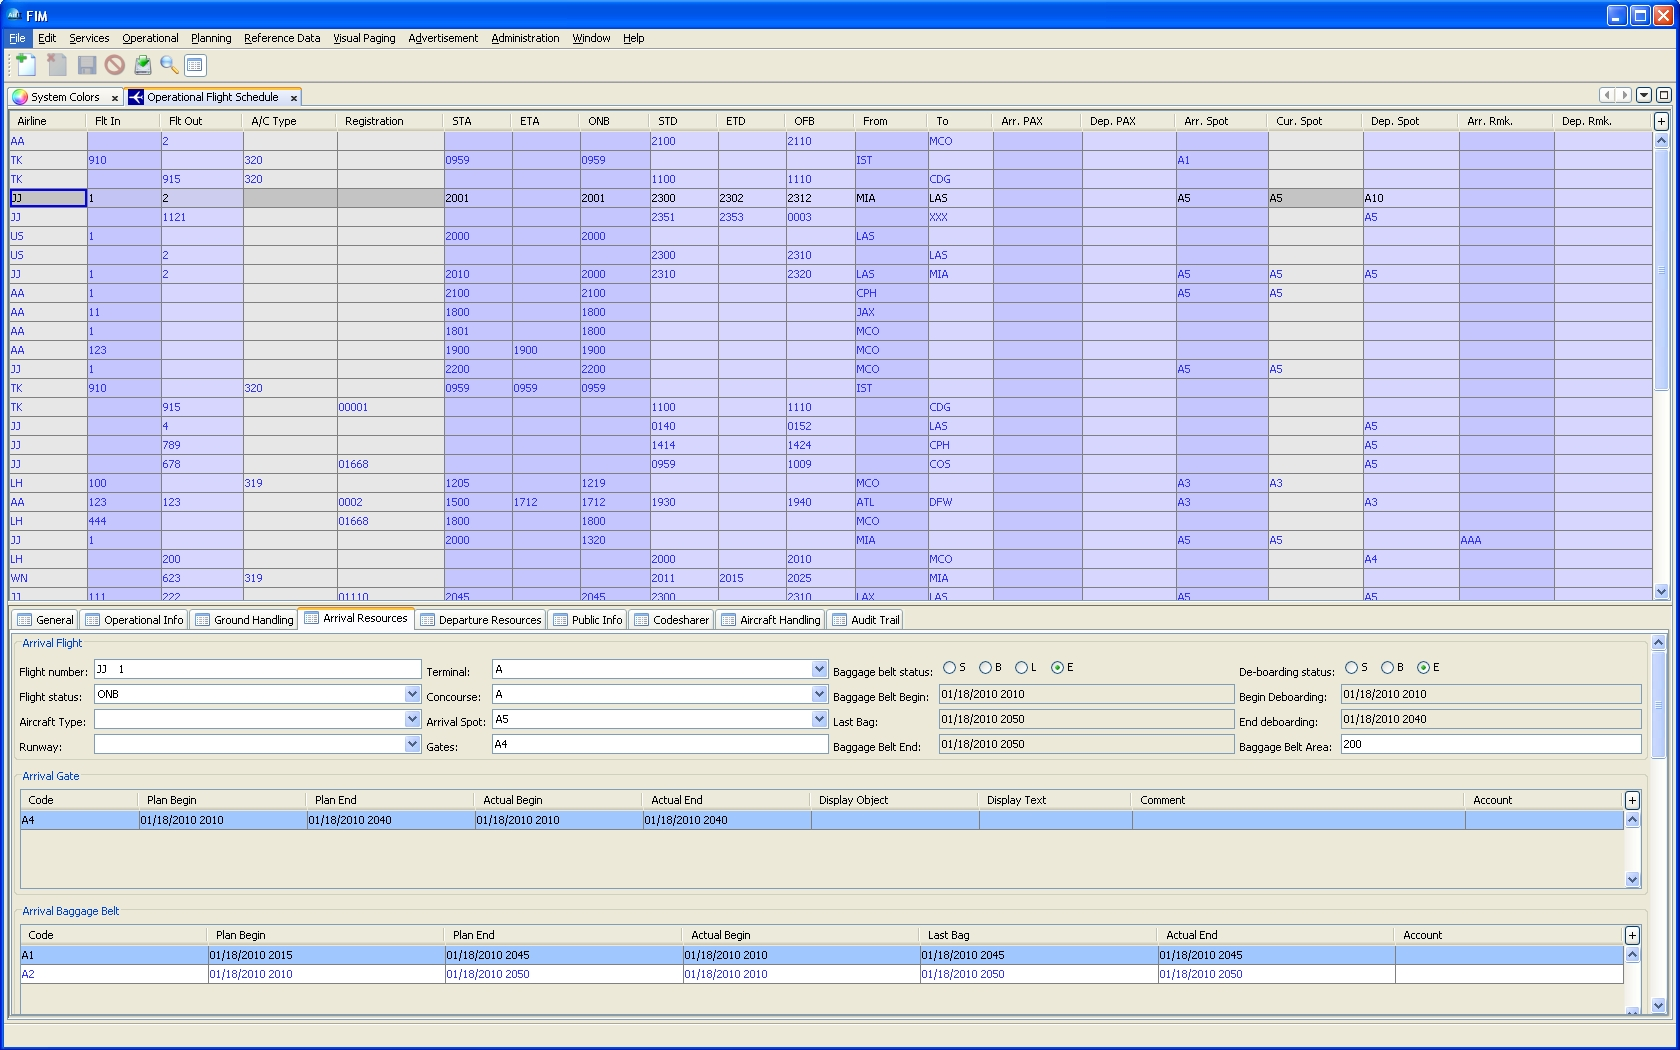 FIM
File Edit Services Operational Planning Reference Data Visual Paging Advertisement Administration Window Help
System Colors x Operational Flight Schedule x
Airline Flt In Flt Out A/C Type Registration STA ETA ONB STD ETD OFB From To Arr. PAX Dep. PAX Arr. Spot Cur. Spot Dep. Spot Arr. Rmk. Dep. Rmk. +
AA 2 2100 2110 MCO
TK 910 320 0959 0959 IST A1
TK 915 320 1100 1110 CDG
JJ 1 2 2001 2001 2300 2302 2312 MIA LAS A5 A5 A10
JJ 1121 2351 2353 0003 XXX A5
US 1 2000 2000 LAS
US 2 2300 2310 LAS
JJ 1 2 2010 2000 2310 2320 LAS MIA A5 A5 A5
AA 1 2100 2100 CPH A5 A5
AA 11 1800 1800 JAX
AA 1 1801 1800 MCO
AA 123 1900 1900 1900 MCO
JJ 1 2200 2200 MCO A5 A5
TK 910 320 0959 0959 0959 IST
TK 915 00001 1100 1110 CDG
JJ 4 0140 0152 LAS A5
JJ 789 1414 1424 CPH A5
JJ 678 01668 0959 1009 COS A5
LH 100 319 1205 1219 MCO A3 A3
AA 123 123 0002 1500 1712 1712 1930 1940 ATL DFW A3 A3
LH 444 01668 1800 1800 MCO
JJ 1 2000 1320 MIA A5 A5 AAA
LH 200 2000 2010 MCO A4
WN 623 319 2011 2015 2025 MIA
JJ 111 222 01110 2045 2045 2300 2310 LAX LAS A5 A5
General Operational Info Ground Handling Arrival Resources Departure Resources Public Info Codesharer Aircraft Handling Audit Trail
Arrival Flight
Flight number: JJ 1 Terminal: A Baggage belt status: S B L E De-boarding status: S B E
Flight status: ONB Concourse: A Baggage Belt Begin: 01/18/2010 2010 Begin Deboarding: 01/18/2010 2010
Aircraft Type: Arrival Spot: A5 Last Bag: 01/18/2010 2050 End deboarding: 01/18/2010 2040
Runway: Gates: A4 Baggage Belt End: 01/18/2010 2050 Baggage Belt Area: 200
Arrival Gate
Code Plan Begin Plan End Actual Begin Actual End Display Object Display Text Comment Account +
A4 01/18/2010 2010 01/18/2010 2040 01/18/2010 2010 01/18/2010 2040
Arrival Baggage Belt
Code Plan Begin Plan End Actual Begin Last Bag Actual End Account +
A1 01/18/2010 2015 01/18/2010 2045 01/18/2010 2010 01/18/2010 2045 01/18/2010 2045
A2 01/18/2010 2010 01/18/2010 2050 01/18/2010 2010 01/18/2010 2050 01/18/2010 2050